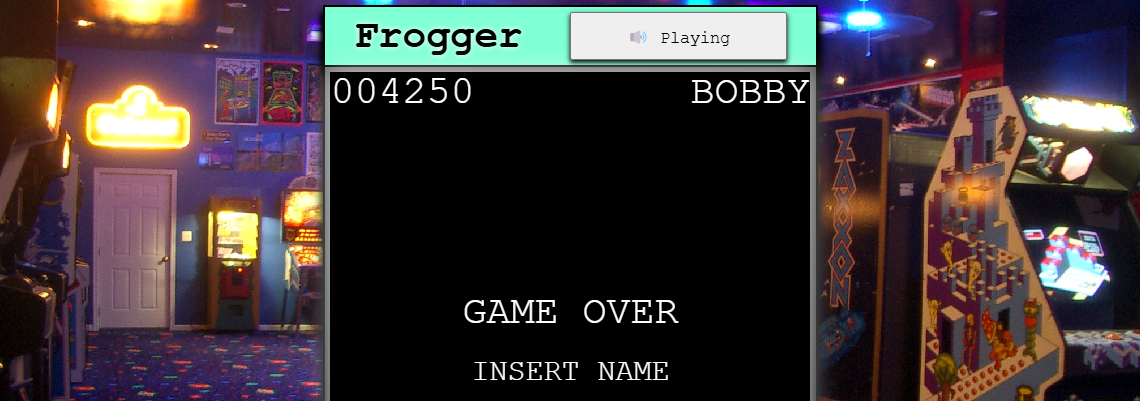 Frogger
Playing
004250
BOBBY
GAME OVER
INSERT NAME
ZAXXON